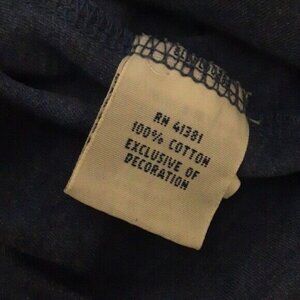 RN 41381
100% COTTON
EXCLUSIVE OF
DECORATION